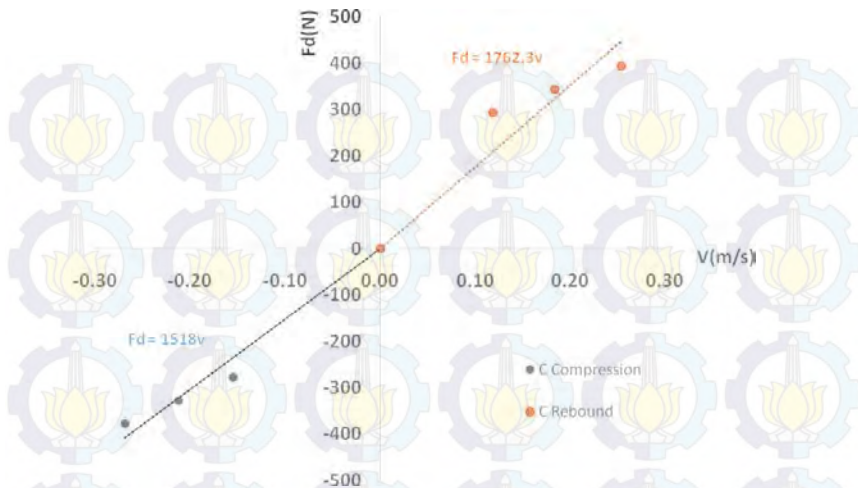 Fd(N)
500
400
Fd = 1762.3v
300
200
100
0
V(m/s)
-0.30 -0.20 -0.10 0.00 0.10 0.20 0.30
-100
Fd = 1518v
-200
C Compression
-300
C Rebound
-400
-500